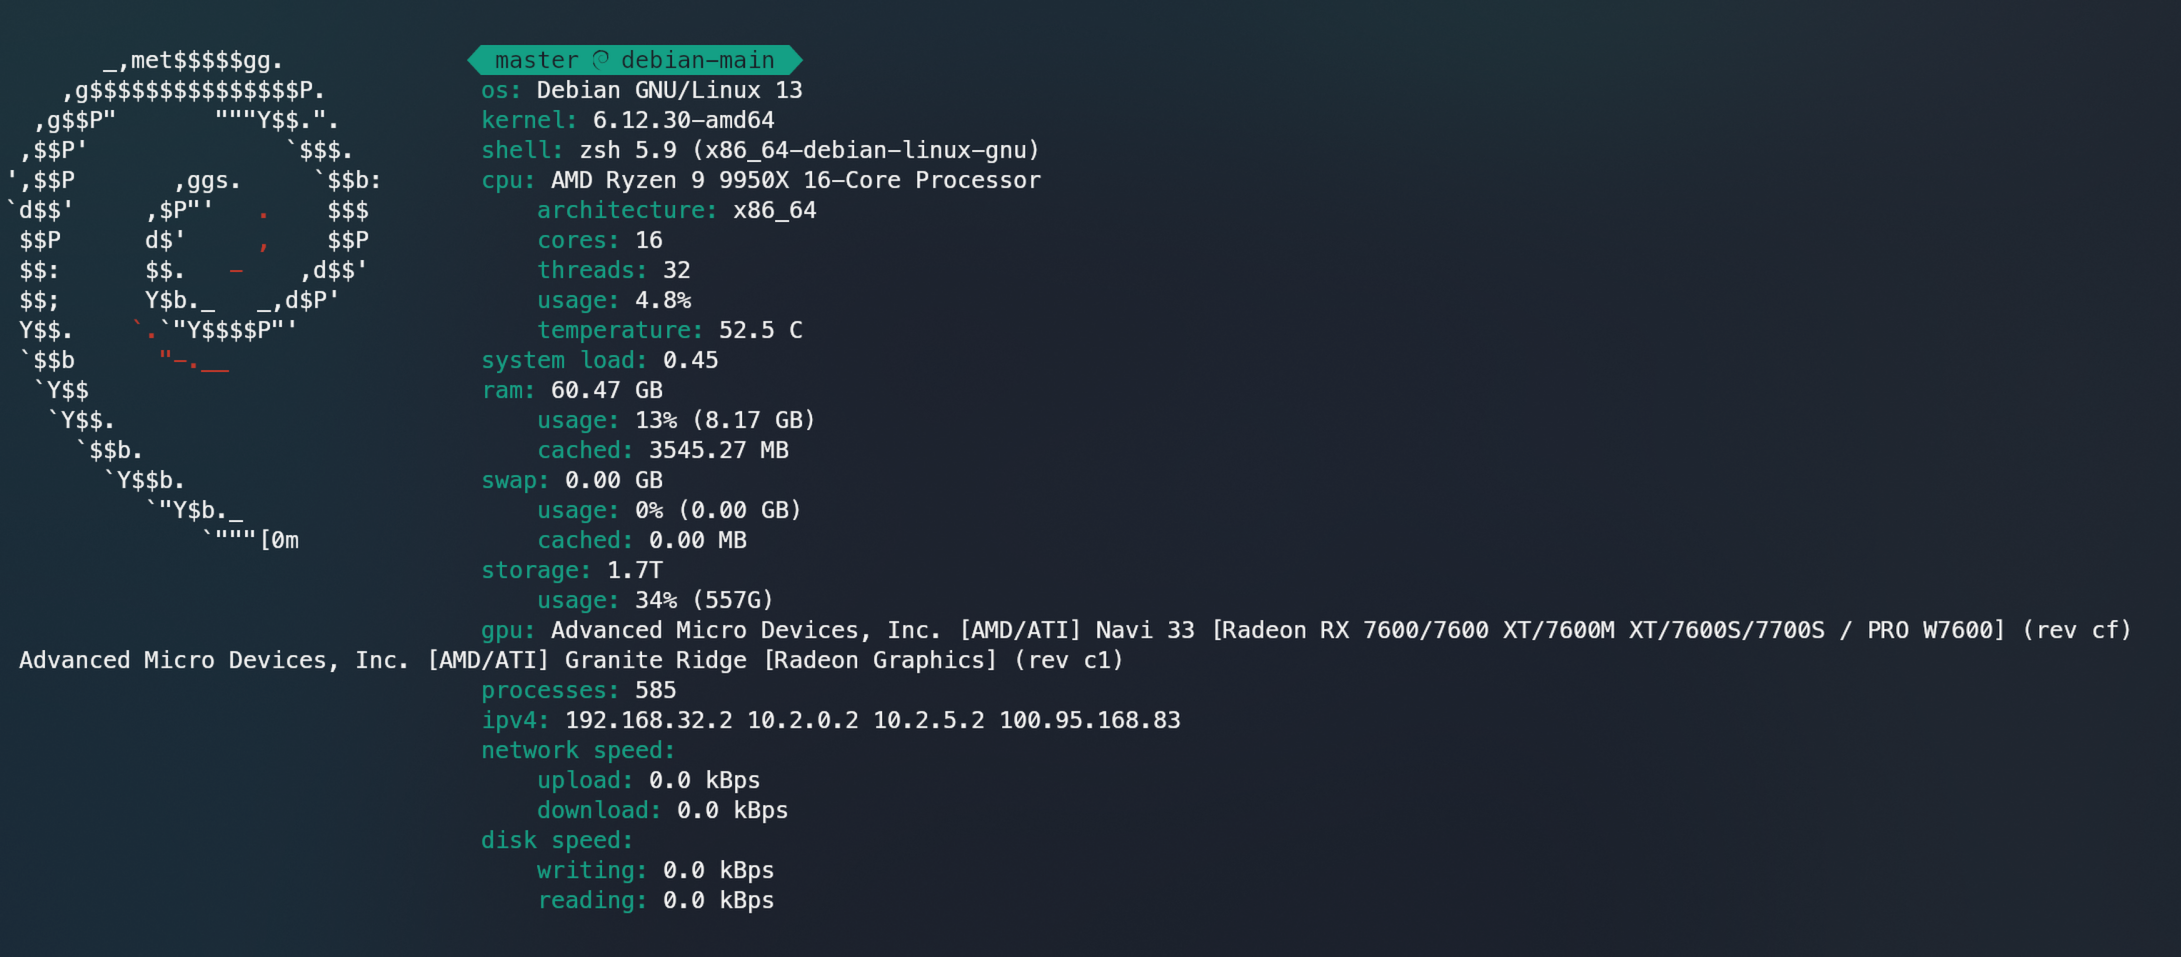 _,met$$$$$gg.             master debian-main
    ,g$$$$$$$$$$$$$$$P.           os: Debian GNU/Linux 13
  ,g$$P"       """Y$$.".          kernel: 6.12.30-amd64
 ,$$P'              `$$$.         shell: zsh 5.9 (x86_64-debian-linux-gnu)
',$$P       ,ggs.     `$$b:       cpu: AMD Ryzen 9 9950X 16-Core Processor
`d$$'     ,$P"'   .    $$$            architecture: x86_64
 $$P      d$'     ,    $$P            cores: 16
 $$:      $$.   -    ,d$$'            threads: 32
 $$;      Y$b._   _,d$P'              usage: 4.8%
 Y$$.    `.`"Y$$$$P"'                 temperature: 52.5 C
 `$$b      "-.__                  system load: 0.45
  `Y$$                            ram: 60.47 GB
   `Y$$.                              usage: 13% (8.17 GB)
     `$$b.                            cached: 3545.27 MB
       `Y$$b.                     swap: 0.00 GB
          `"Y$b._                     usage: 0% (0.00 GB)
              `"""[0m                 cached: 0.00 MB
                                  storage: 1.7T
                                      usage: 34% (557G)
                                  gpu: Advanced Micro Devices, Inc. [AMD/ATI] Navi 33 [Radeon RX 7600/7600 XT/7600M XT/7600S/7700S / PRO W7600] (rev cf)
 Advanced Micro Devices, Inc. [AMD/ATI] Granite Ridge [Radeon Graphics] (rev c1)
                                  processes: 585
                                  ipv4: 192.168.32.2 10.2.0.2 10.2.5.2 100.95.168.83
                                  network speed:
                                      upload: 0.0 kBps
                                      download: 0.0 kBps
                                  disk speed:
                                      writing: 0.0 kBps
                                      reading: 0.0 kBps